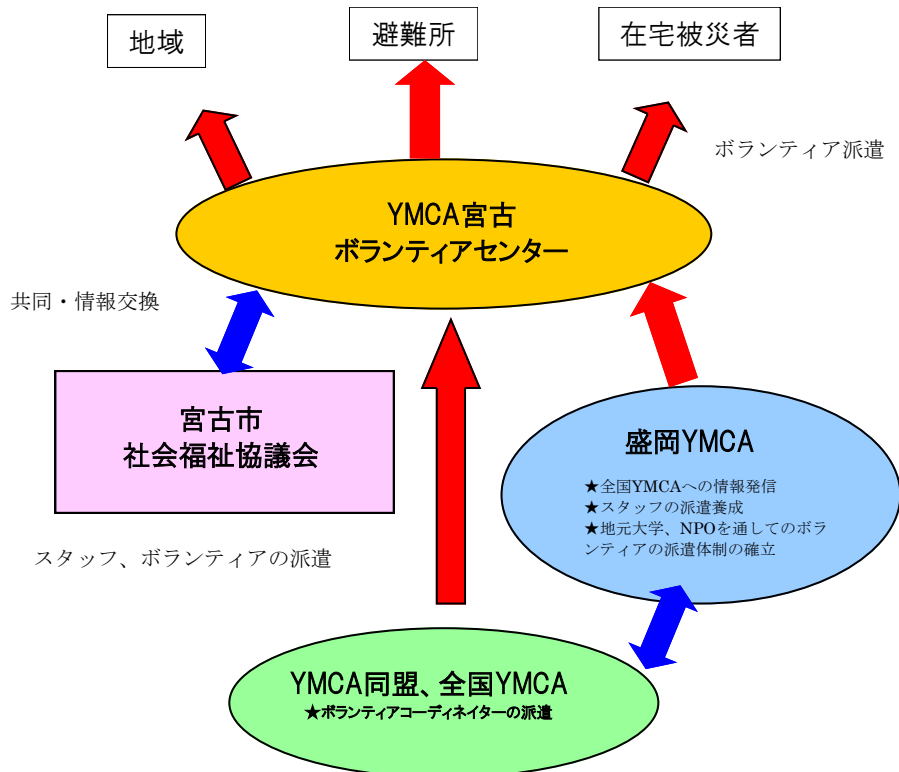 地域
避難所
在宅被災者
ボランティア派遣
YMCA宮古
ボランティアセンター
共同・情報交換
宮古市
社会福祉協議会
盛岡YMCA
★全国YMCAへの情報発信
★スタッフの派遣養成
★地元大学、NPOを通してのボラ
ンティアの派遣体制の確立
スタッフ、ボランティアの派遣
YMCA同盟、全国YMCA
★ボランティアコーディネイターの派遣